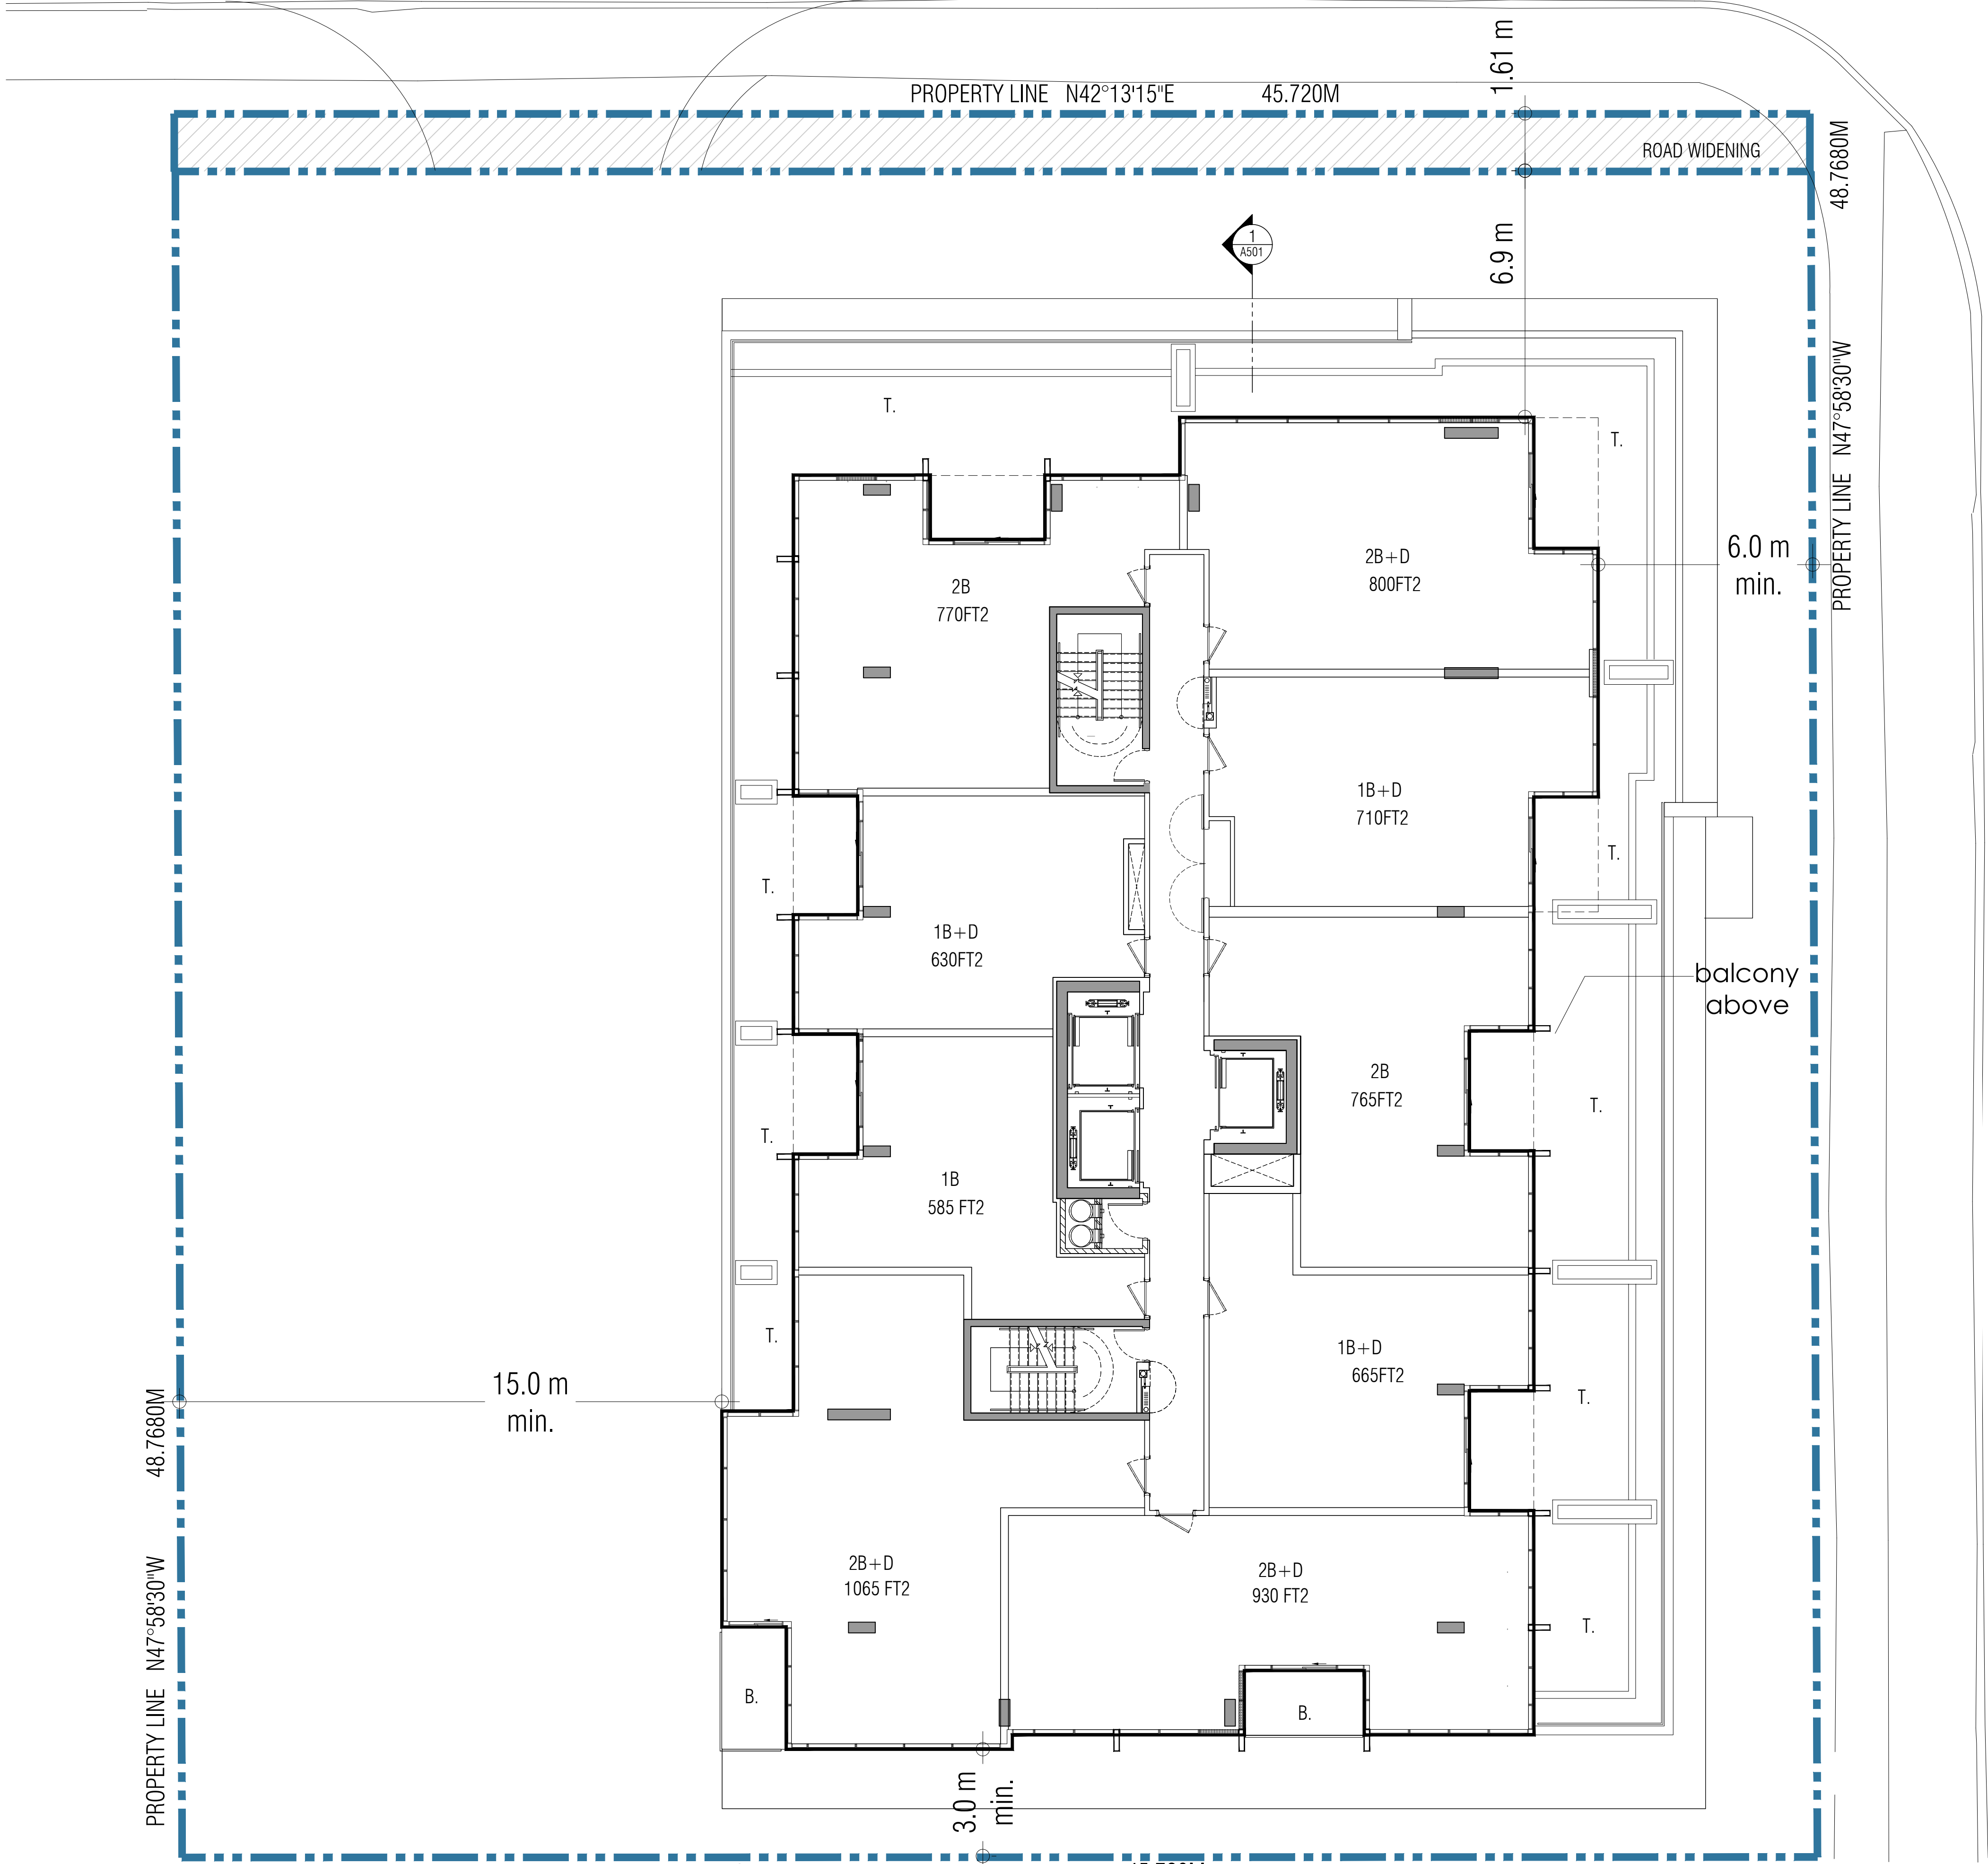 1.61 m
PROPERTY LINE N42°13'15"E 45.720M
ROAD WIDENING
48.7680M
6.9 m
1
A501
PROPERTY LINE N47°58'30"W
T.
T.
6.0 m
min.
2B+D
800FT2
2B
770FT2
1B+D
710FT2
T.
T.
1B+D
630FT2
balcony
above
2B
765FT2
T.
T.
1B
585 FT2
T.
1B+D
665FT2
15.0 m
min.
T.
48.7680M
PROPERTY LINE N47°58'30"W
2B+D
1065 FT2
2B+D
930 FT2
T.
B.
B.
3.0 m
min.